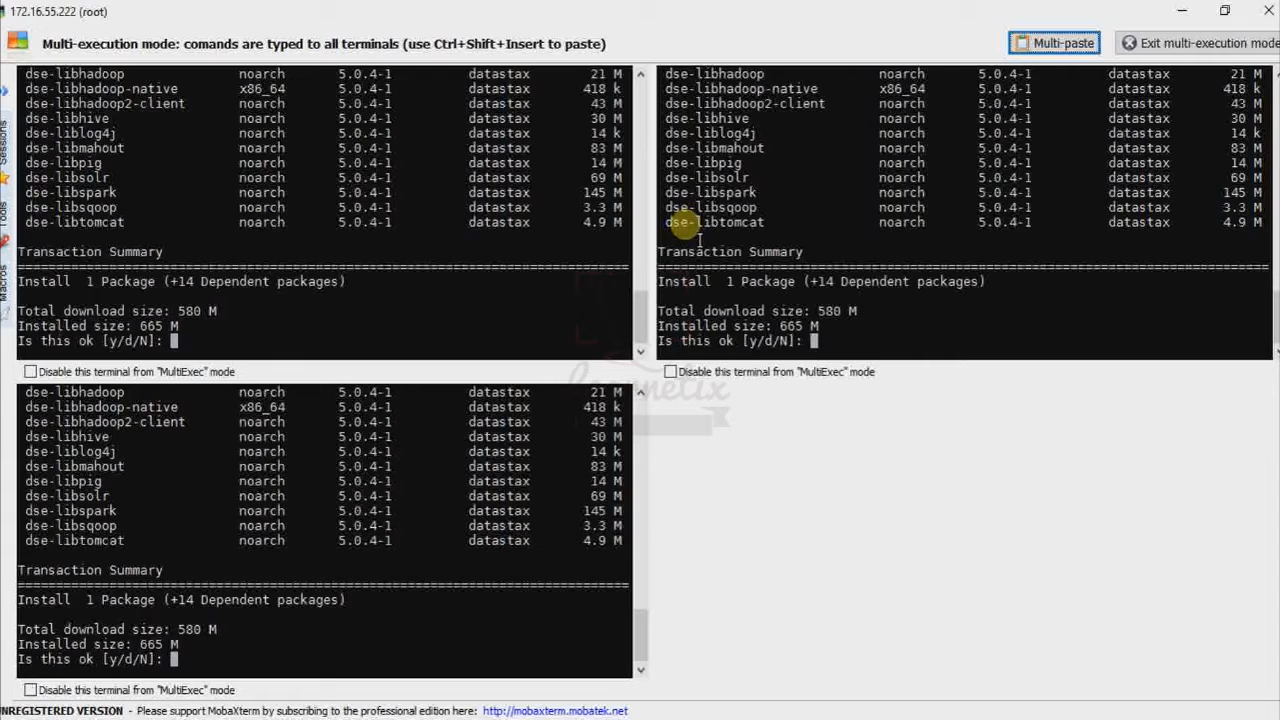 172.16.55.222 (root)
Multi-execution mode: comands are typed to all terminals (use Ctrl+Shift+Insert to paste)
Multi-paste
Exit multi-execution mode
Sessions
Tools
Macros
dse-libhadoop noarch 5.0.4-1 datastax 21 M
dse-libhadoop-native x86_64 5.0.4-1 datastax 418 k
dse-libhadoop2-client noarch 5.0.4-1 datastax 43 M
dse-libhive noarch 5.0.4-1 datastax 30 M
dse-liblog4j noarch 5.0.4-1 datastax 14 k
dse-libmahout noarch 5.0.4-1 datastax 83 M
dse-libpig noarch 5.0.4-1 datastax 14 M
dse-libsolr noarch 5.0.4-1 datastax 69 M
dse-libspark noarch 5.0.4-1 datastax 145 M
dse-libsqoop noarch 5.0.4-1 datastax 3.3 M
dse-libtomcat noarch 5.0.4-1 datastax 4.9 M
Transaction Summary
================================================================================
Install 1 Package (+14 Dependent packages)
Total download size: 580 M
Installed size: 665 M
Is this ok [y/d/N]:
Disable this terminal from "MultiExec" mode
dse-libhadoop noarch 5.0.4-1 datastax 21 M
dse-libhadoop-native x86_64 5.0.4-1 datastax 418 k
dse-libhadoop2-client noarch 5.0.4-1 datastax 43 M
dse-libhive noarch 5.0.4-1 datastax 30 M
dse-liblog4j noarch 5.0.4-1 datastax 14 k
dse-libmahout noarch 5.0.4-1 datastax 83 M
dse-libpig noarch 5.0.4-1 datastax 14 M
dse-libsolr noarch 5.0.4-1 datastax 69 M
dse-libspark noarch 5.0.4-1 datastax 145 M
dse-libsqoop noarch 5.0.4-1 datastax 3.3 M
dse-libtomcat noarch 5.0.4-1 datastax 4.9 M
Transaction Summary
================================================================================
Install 1 Package (+14 Dependent packages)
Total download size: 580 M
Installed size: 665 M
Is this ok [y/d/N]:
Disable this terminal from "MultiExec" mode
dse-libhadoop noarch 5.0.4-1 datastax 21 M
dse-libhadoop-native x86_64 5.0.4-1 datastax 418 k
dse-libhadoop2-client noarch 5.0.4-1 datastax 43 M
dse-libhive noarch 5.0.4-1 datastax 30 M
dse-liblog4j noarch 5.0.4-1 datastax 14 k
dse-libmahout noarch 5.0.4-1 datastax 83 M
dse-libpig noarch 5.0.4-1 datastax 14 M
dse-libsolr noarch 5.0.4-1 datastax 69 M
dse-libspark noarch 5.0.4-1 datastax 145 M
dse-libsqoop noarch 5.0.4-1 datastax 3.3 M
dse-libtomcat noarch 5.0.4-1 datastax 4.9 M
Transaction Summary
================================================================================
Install 1 Package (+14 Dependent packages)
Total download size: 580 M
Installed size: 665 M
Is this ok [y/d/N]:
Disable this terminal from "MultiExec" mode
NREGISTERED VERSION - Please support MobaXterm by subscribing to the professional edition here: http://mobaxterm.mobatek.net